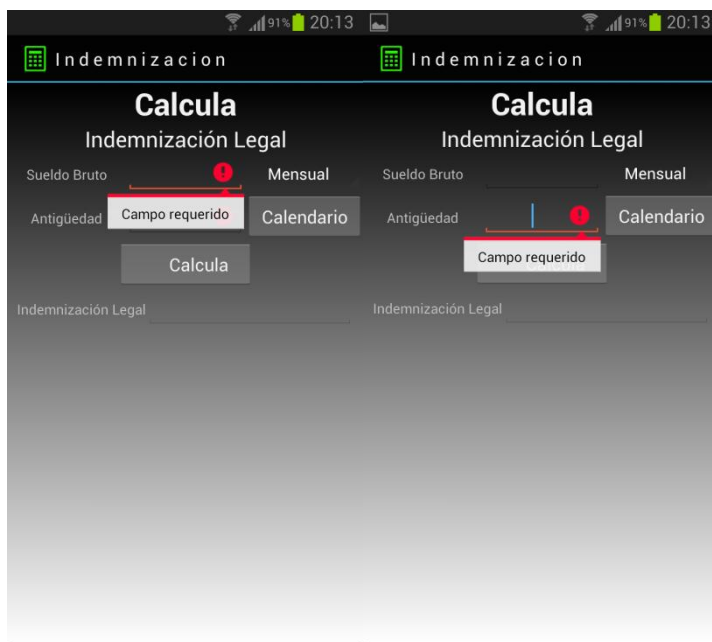 91% 20:13
Indemnizacion
Calcula
Indemnización Legal
Sueldo Bruto Mensual
Antigüedad Campo requerido Calendario
Calcula
Indemnización Legal
91% 20:13
Indemnizacion
Calcula
Indemnización Legal
Sueldo Bruto Mensual
Antigüedad Calendario
Campo requerido
Indemnización Legal